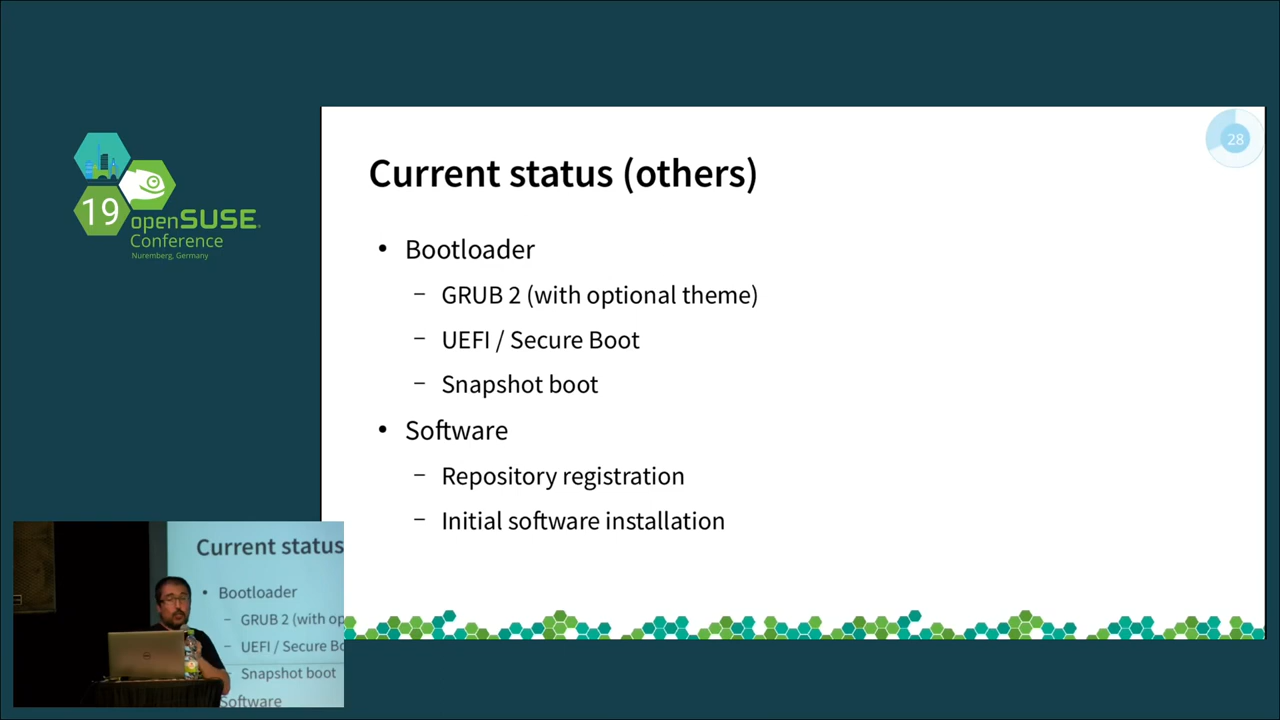 28
Current status (others)
19
openSUSE
Conference
Nuremberg, Germany
• Bootloader
– GRUB 2 (with optional theme)
– UEFI / Secure Boot
– Snapshot boot
• Software
– Repository registration
– Initial software installation
Current status
• Bootloader
– GRUB 2 (with op
– UEFI / Secure Bo
– Snapshot boot
Software